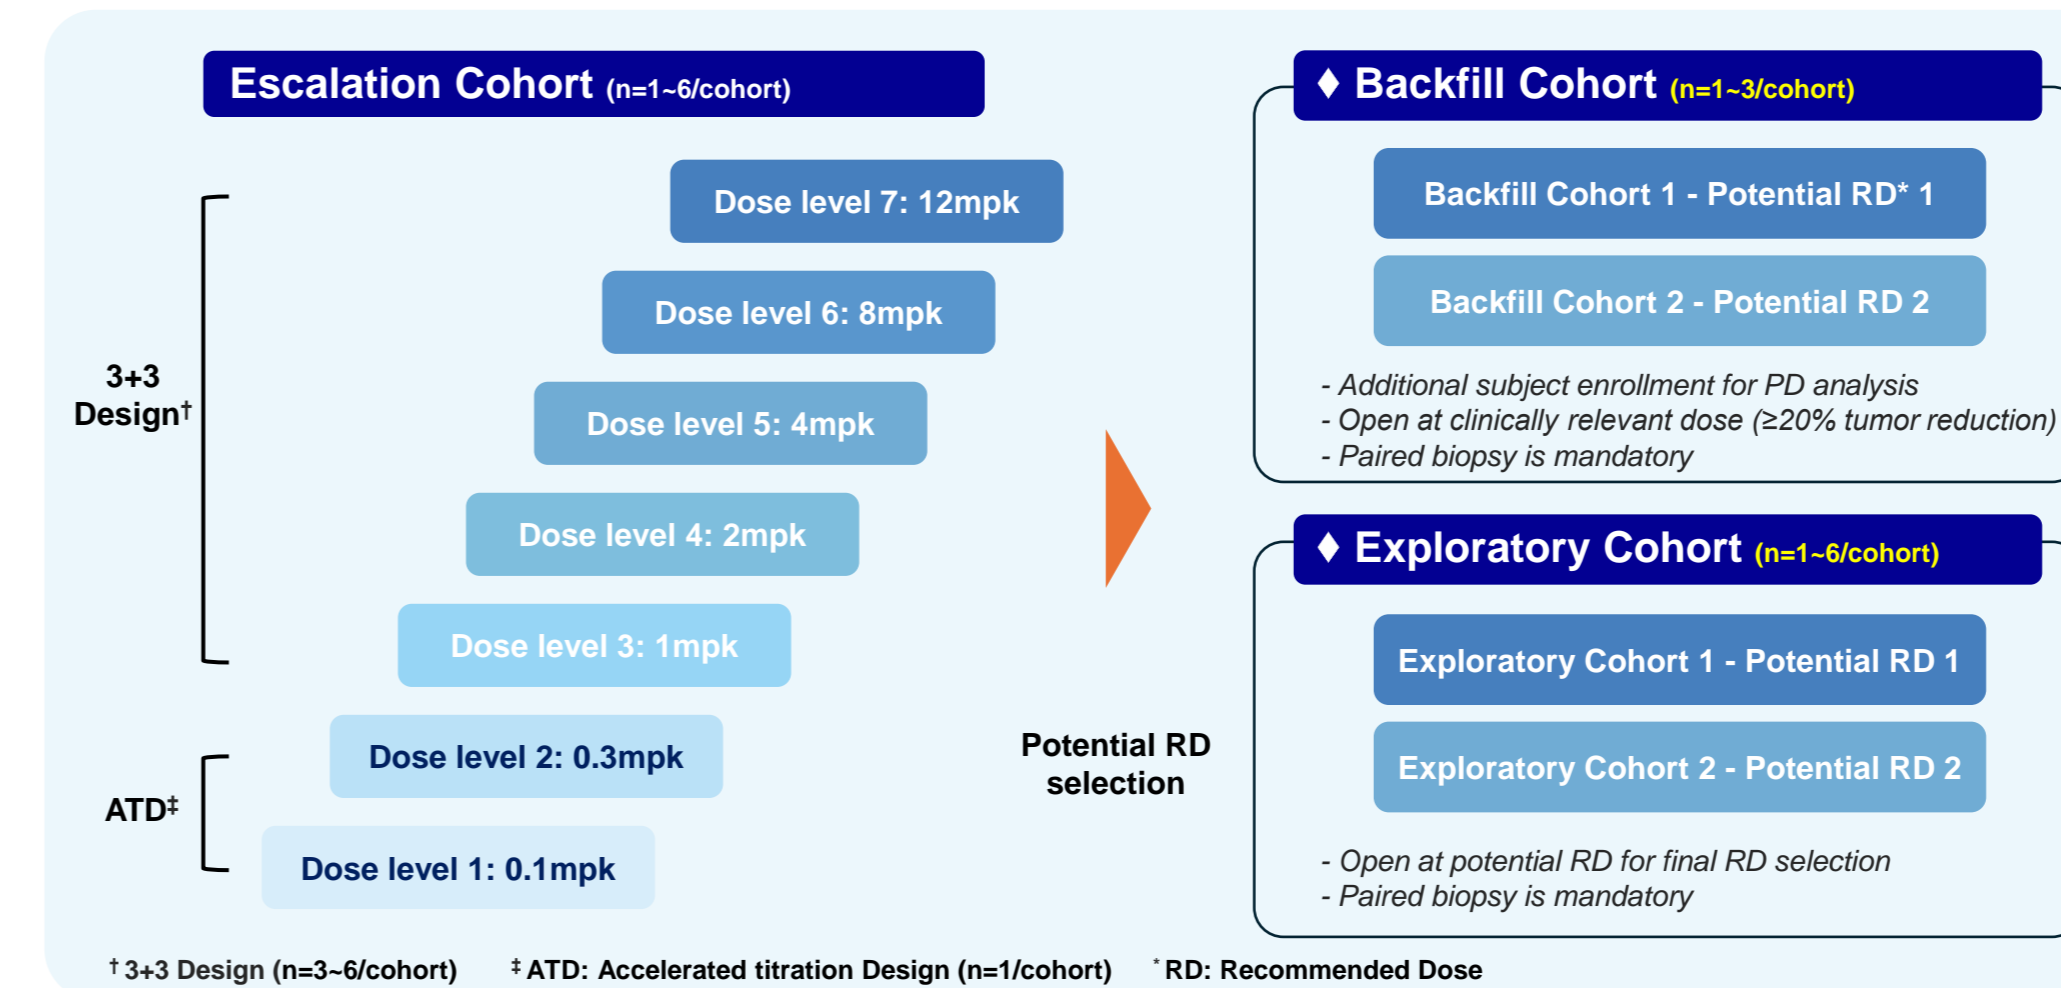 Escalation Cohort (n=1~6/cohort)
Dose level 7: 12mpk
Dose level 6: 8mpk
Dose level 5: 4mpk
Dose level 4: 2mpk
Dose level 3: 1mpk
Dose level 2: 0.3mpk
Dose level 1: 0.1mpk
3+3
Design†
ATD‡
Potential RD
selection
♦ Backfill Cohort (n=1~3/cohort)
Backfill Cohort 1 - Potential RD* 1
Backfill Cohort 2 - Potential RD 2
- Additional subject enrollment for PD analysis
- Open at clinically relevant dose (≥20% tumor reduction)
- Paired biopsy is mandatory
♦ Exploratory Cohort (n=1~6/cohort)
Exploratory Cohort 1 - Potential RD 1
Exploratory Cohort 2 - Potential RD 2
- Open at potential RD for final RD selection
- Paired biopsy is mandatory
† 3+3 Design (n=3~6/cohort) ‡ ATD: Accelerated titration Design (n=1/cohort) * RD: Recommended Dose